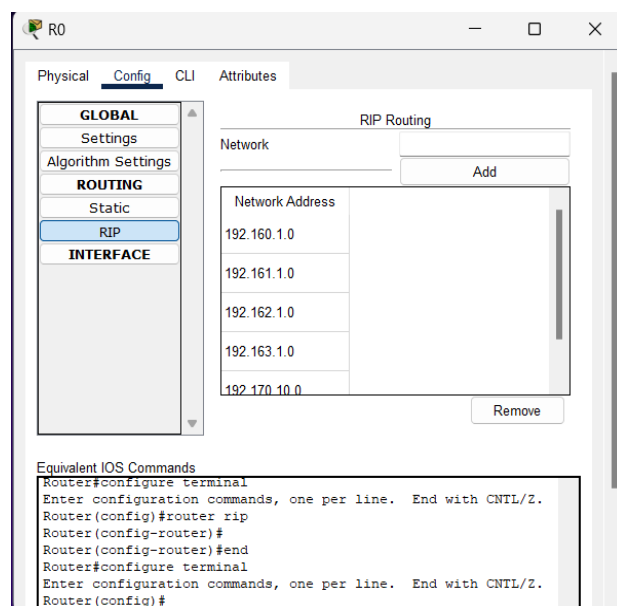 R0
Physical Config CLI Attributes
GLOBAL
Settings
Algorithm Settings
ROUTING
Static
RIP
INTERFACE
RIP Routing
Network
Add
Network Address
192.160.1.0
192.161.1.0
192.162.1.0
192.163.1.0
192.170.10.0
Remove
Equivalent IOS Commands
Router#configure terminal
Enter configuration commands, one per line. End with CNTL/Z.
Router(config)#router rip
Router(config-router)#
Router(config-router)#end
Router#configure terminal
Enter configuration commands, one per line. End with CNTL/Z.
Router(config)#